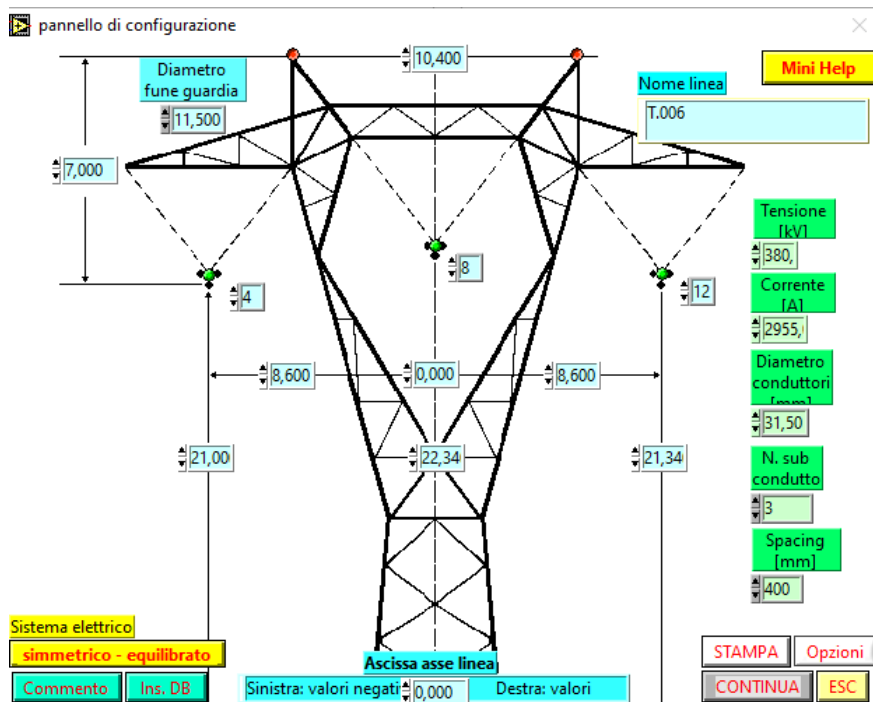 pannello di configurazione
10,400
Diametro
fune guardia
11,500
Mini Help
Nome linea
T.006
7,000
Tensione
[kV]
380,
4
8
12
Corrente
[A]
2955,
8,600
0,000
8,600
Diametro
conduttori
[mm]
31,50
21,00
22,34
21,34
N. sub
condutto
3
Spacing
[mm]
400
Sistema elettrico
simmetrico - equilibrato
Commento
Ins. DB
Ascissa asse linea
Sinistra: valori negati
0,000
Destra: valori
STAMPA
Opzioni
CONTINUA
ESC